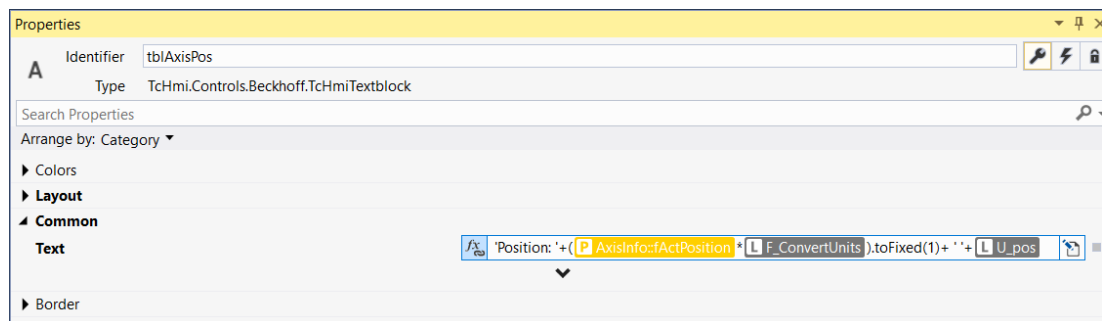 Properties
A Identifier tblAxisPos
Type TcHmi.Controls.Beckhoff.TcHmiTextblock
Search Properties
Arrange by: Category
Colors
Layout
Common
Text fx 'Position: '+( P AxisInfo::fActPosition * L F_ConvertUnits ).toFixed(1)+ ' '+ L U_pos
Border